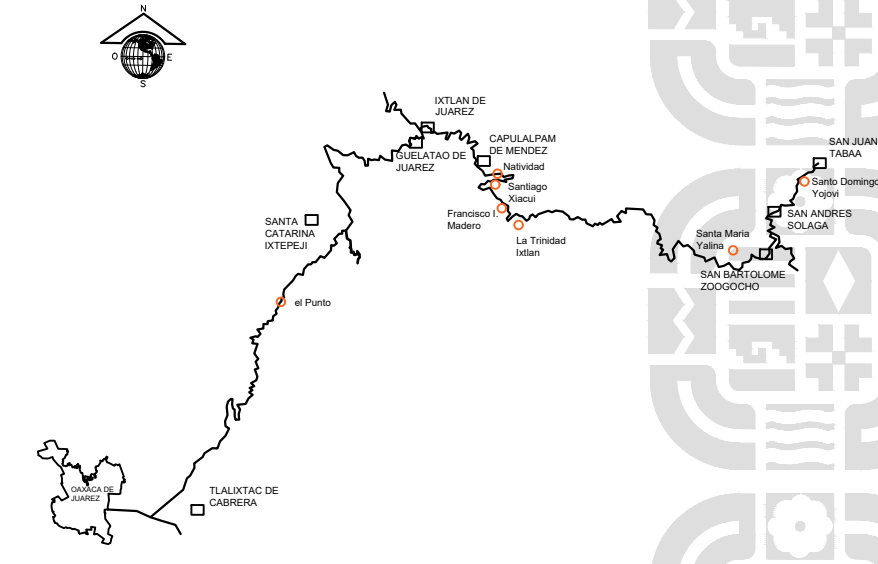 N
O
E
S
IXTLAN DE
JUAREZ
CAPULALPAM
DE MENDEZ
GUELATAO DE
JUAREZ
Natividad
Santiago
Xiacui
Francisco I.
Madero
La Trinidad
Ixtlan
SAN JUAN
TABAA
Santo Domingo
Yojovi
SAN ANDRES
SOLAGA
Santa Maria
Yalina
SAN BARTOLOME
ZOOGOCHO
SANTA
CATARINA
IXTEPEJI
el Punto
OAXACA DE
JUAREZ
TLALIXTAC DE
CABRERA